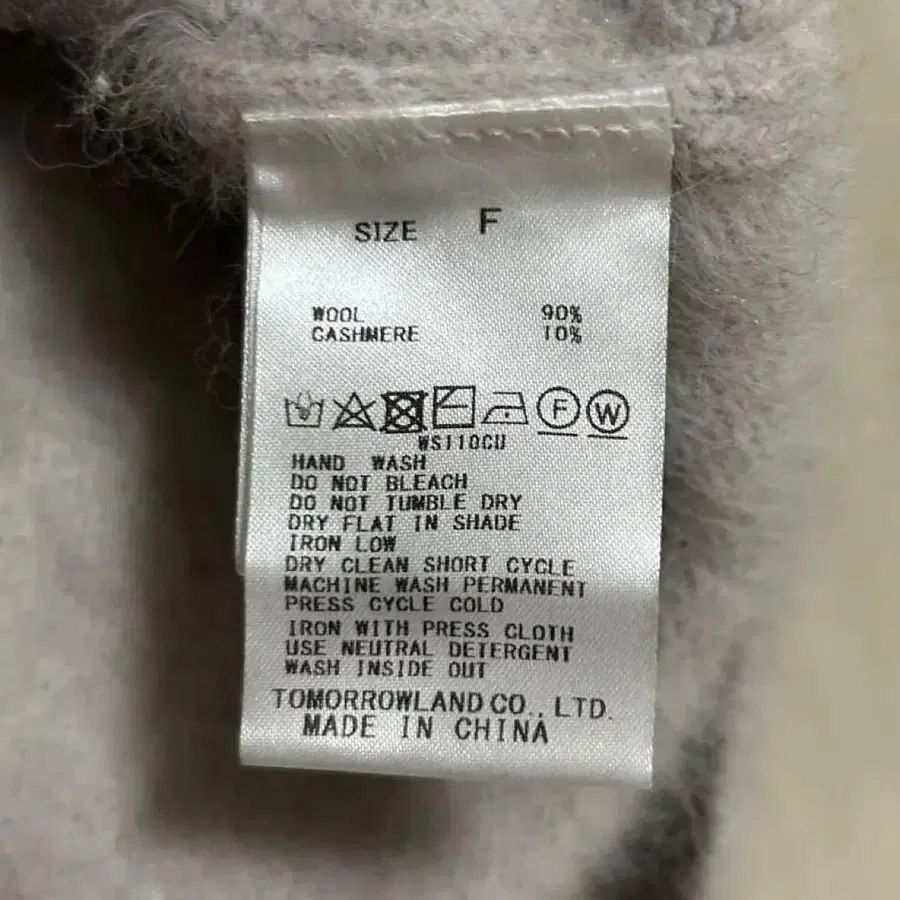 SIZE F
WOOL 90%
CASHMERE 10%
F W
WS110CU
HAND WASH
DO NOT BLEACH
DO NOT TUMBLE DRY
DRY FLAT IN SHADE
IRON LOW
DRY CLEAN SHORT CYCLE
MACHINE WASH PERMANENT
PRESS CYCLE COLD
IRON WITH PRESS CLOTH
USE NEUTRAL DETERGENT
WASH INSIDE OUT
TOMORROWLAND CO., LTD.
MADE IN CHINA